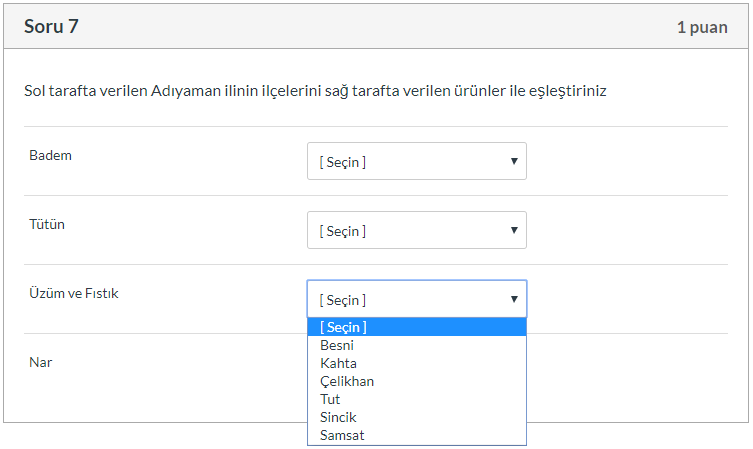 Soru 7
1 puan
Sol tarafta verilen Adıyaman ilinin ilçelerini sağ tarafta verilen ürünler ile eşleştiriniz
Badem
[ Seçin ]
Tütün
[ Seçin ]
Üzüm ve Fıstık
[ Seçin ]
[ Seçin ]
Besni
Kahta
Çelikhan
Tut
Sincik
Samsat
Nar